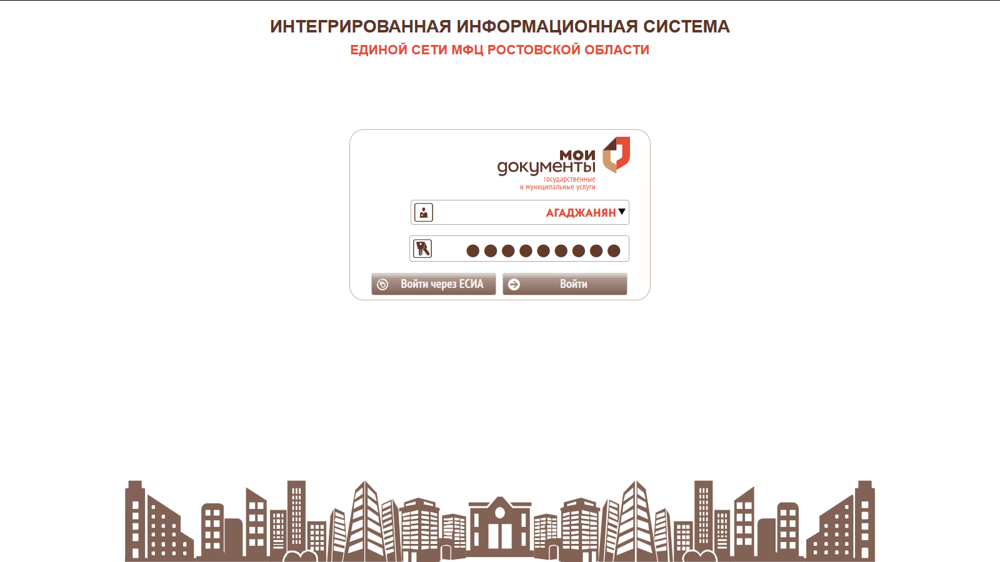 ИНТЕГРИРОВАННАЯ ИНФОРМАЦИОННАЯ СИСТЕМА
ЕДИНОЙ СЕТИ МФЦ РОСТОВСКОЙ ОБЛАСТИ
мои
документы
государственные
и муниципальные услуги
АГАДЖАНЯН
Войти через ЕСИА
Войти